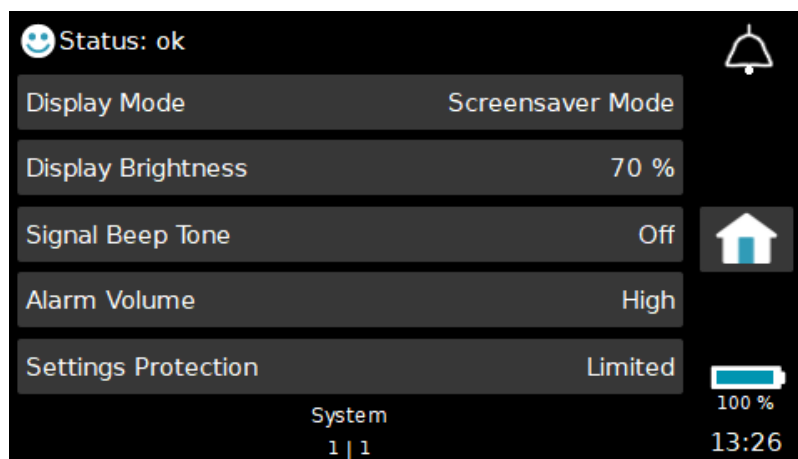 Status: ok
Display Mode Screensaver Mode
Display Brightness 70 %
Signal Beep Tone Off
Alarm Volume High
Settings Protection Limited
System
1 | 1
100 %
13:26